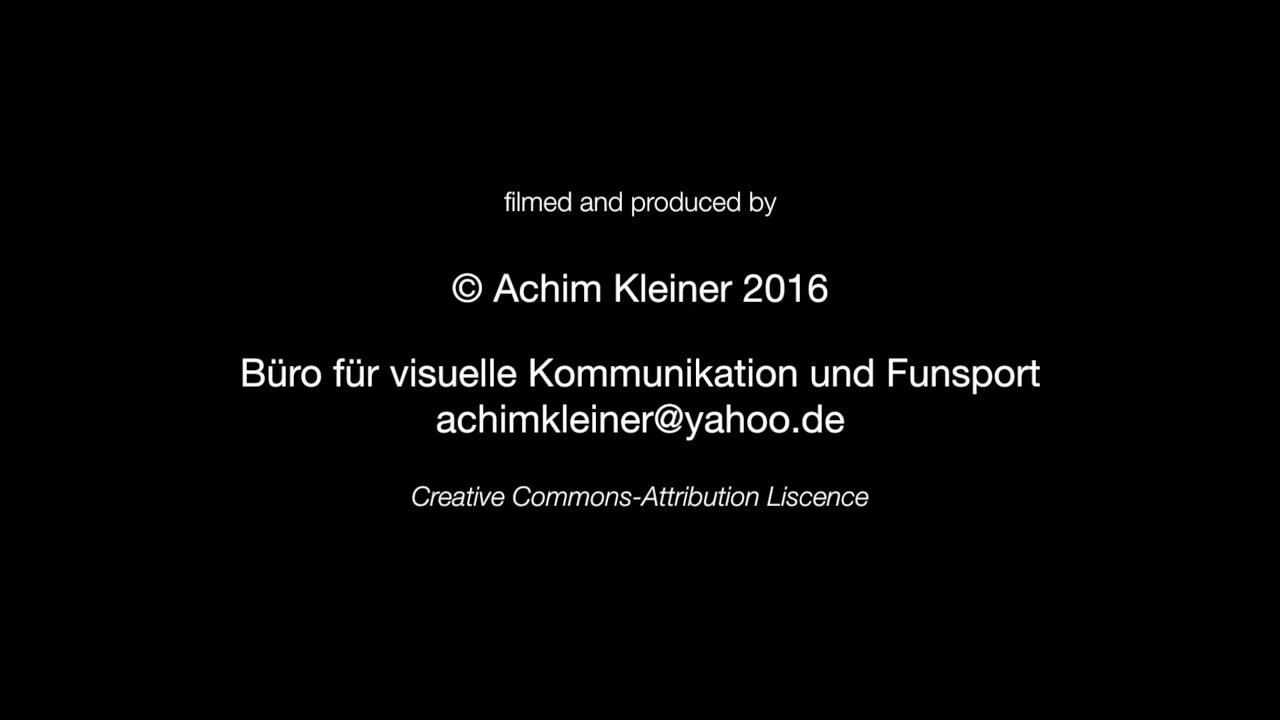 filmed and produced by
© Achim Kleiner 2016
Büro für visuelle Kommunikation und Funsport
achimkleiner@yahoo.de
Creative Commons-Attribution Liscence